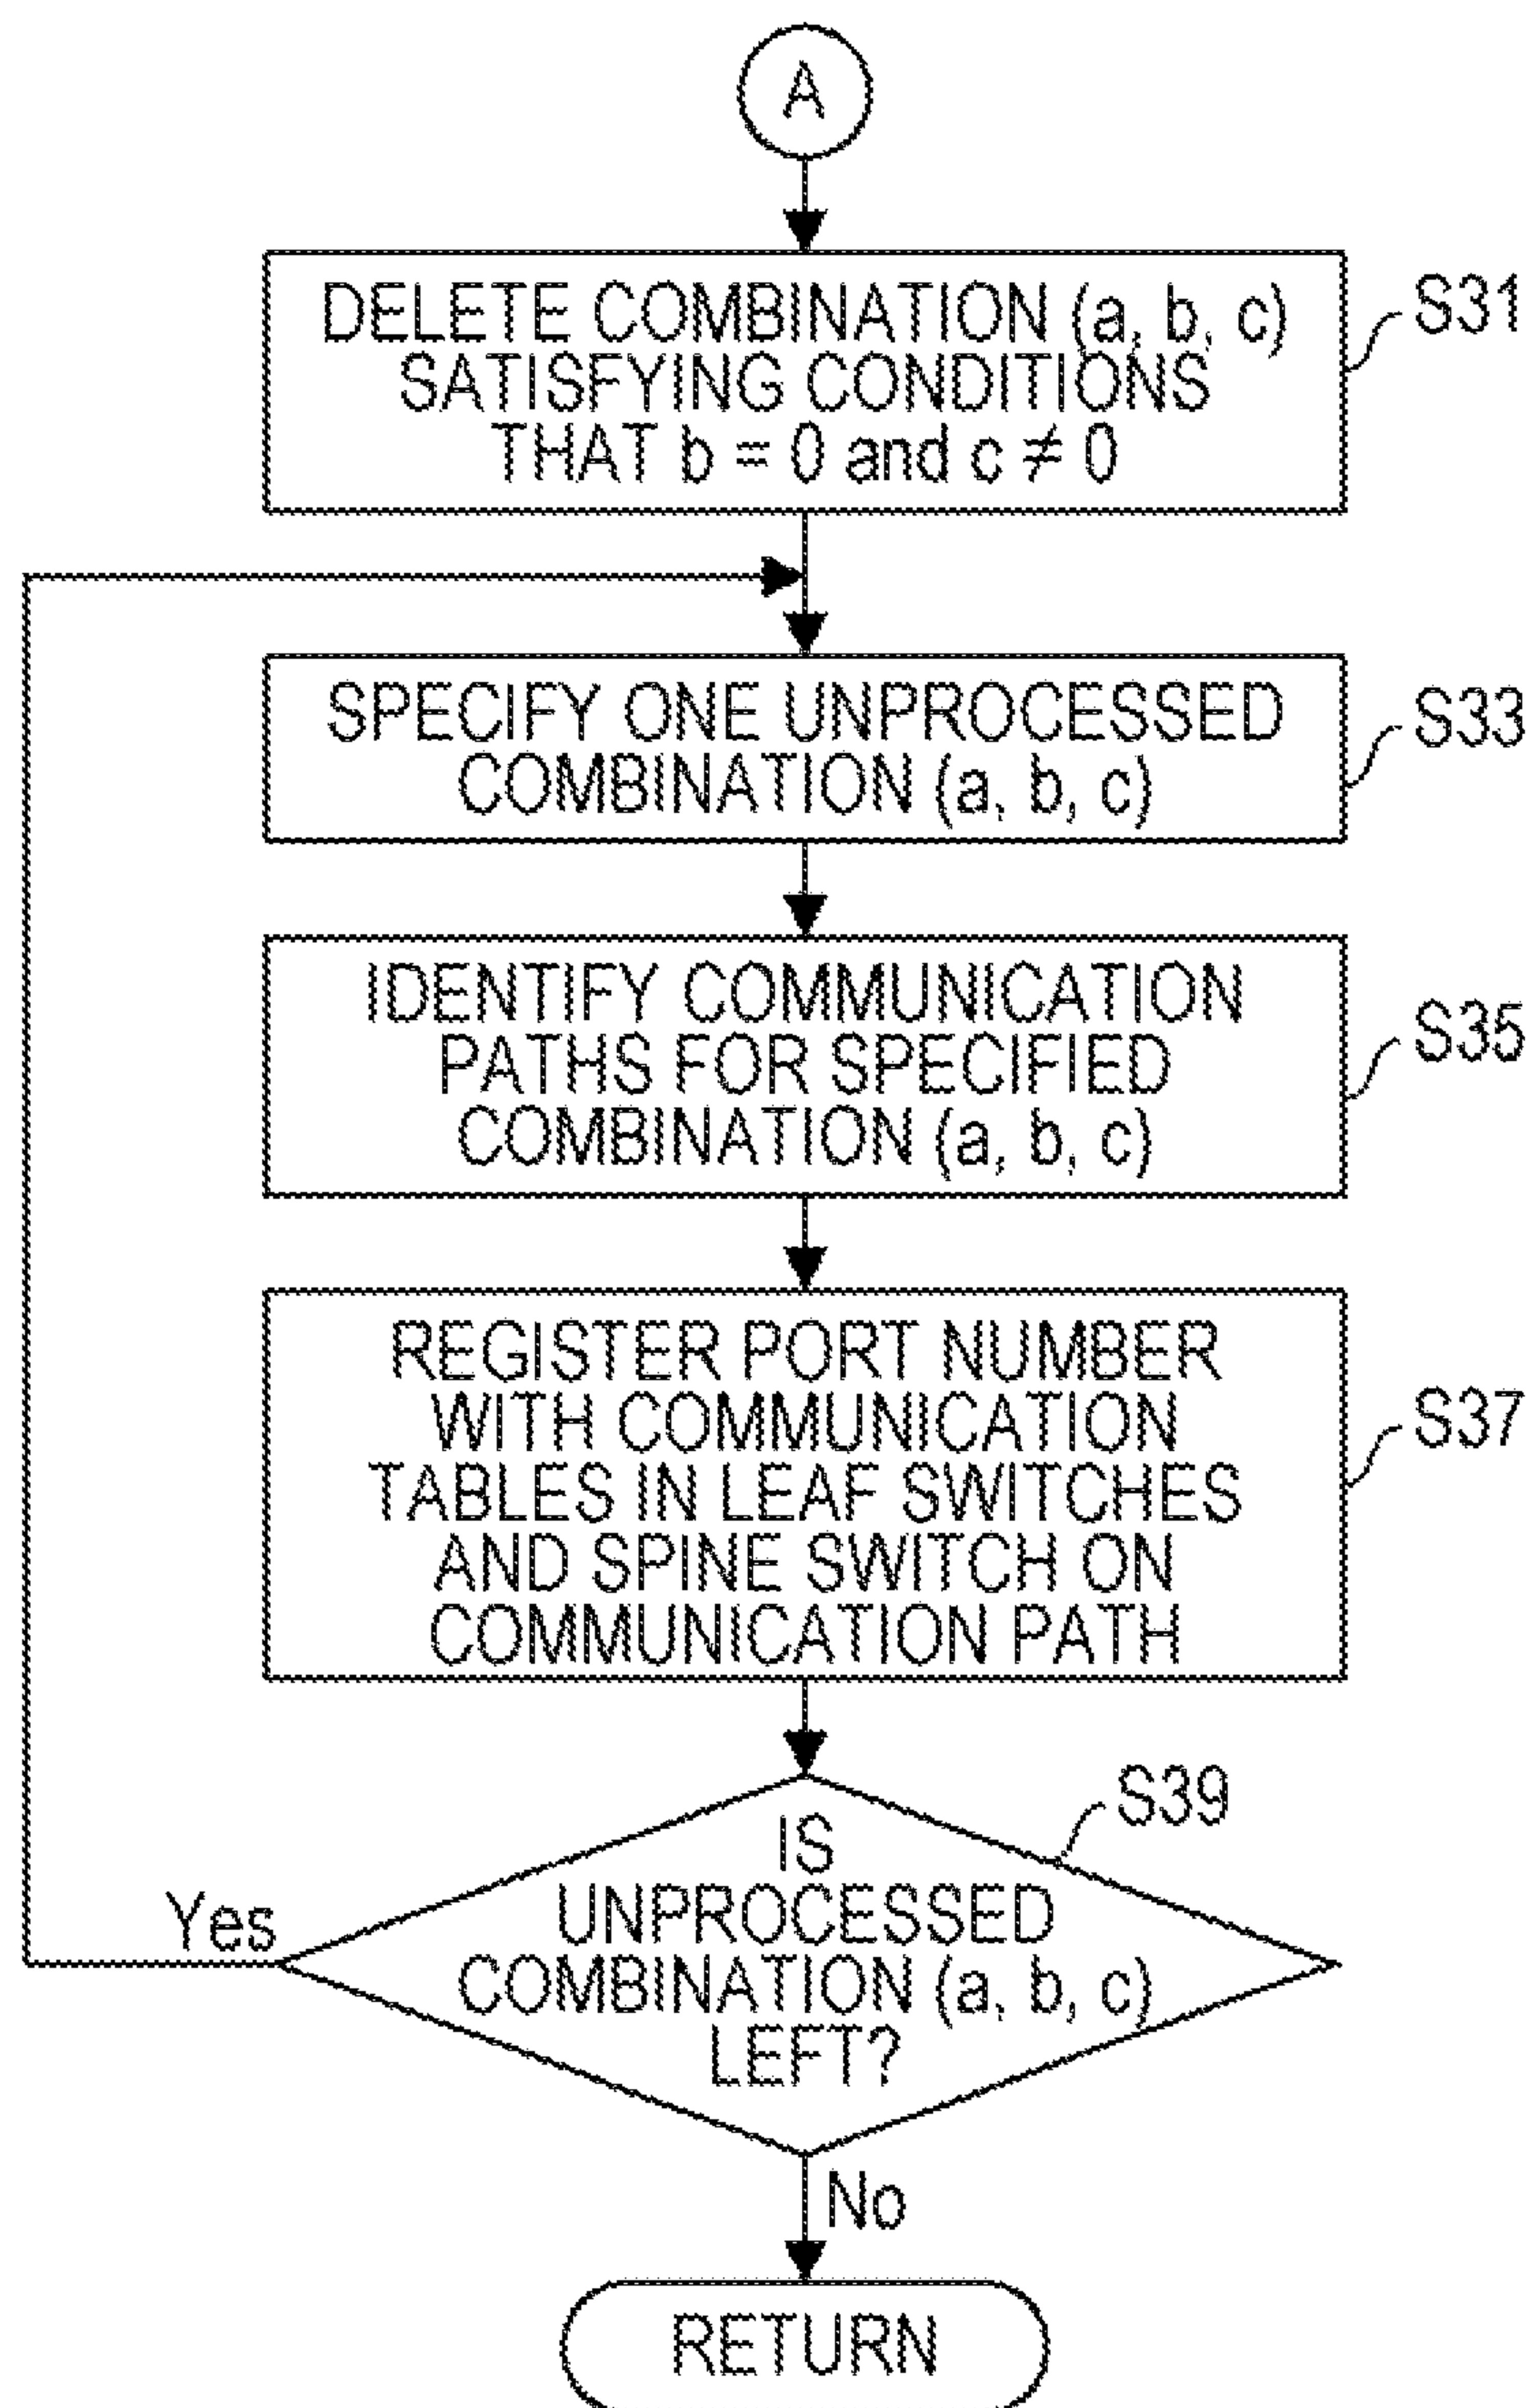 A
DELETE COMBINATION (a, b, c)
SATISFYING CONDITIONS
THAT b = 0 and c ≠ 0
S31
SPECIFY ONE UNPROCESSED
COMBINATION (a, b, c)
S33
IDENTIFY COMMUNICATION
PATHS FOR SPECIFIED
COMBINATION (a, b, c)
S35
REGISTER PORT NUMBER
WITH COMMUNICATION
TABLES IN LEAF SWITCHES
AND SPINE SWITCH ON
COMMUNICATION PATH
S37
S39
IS
UNPROCESSED
COMBINATION (a, b, c)
LEFT?
Yes
No
RETURN